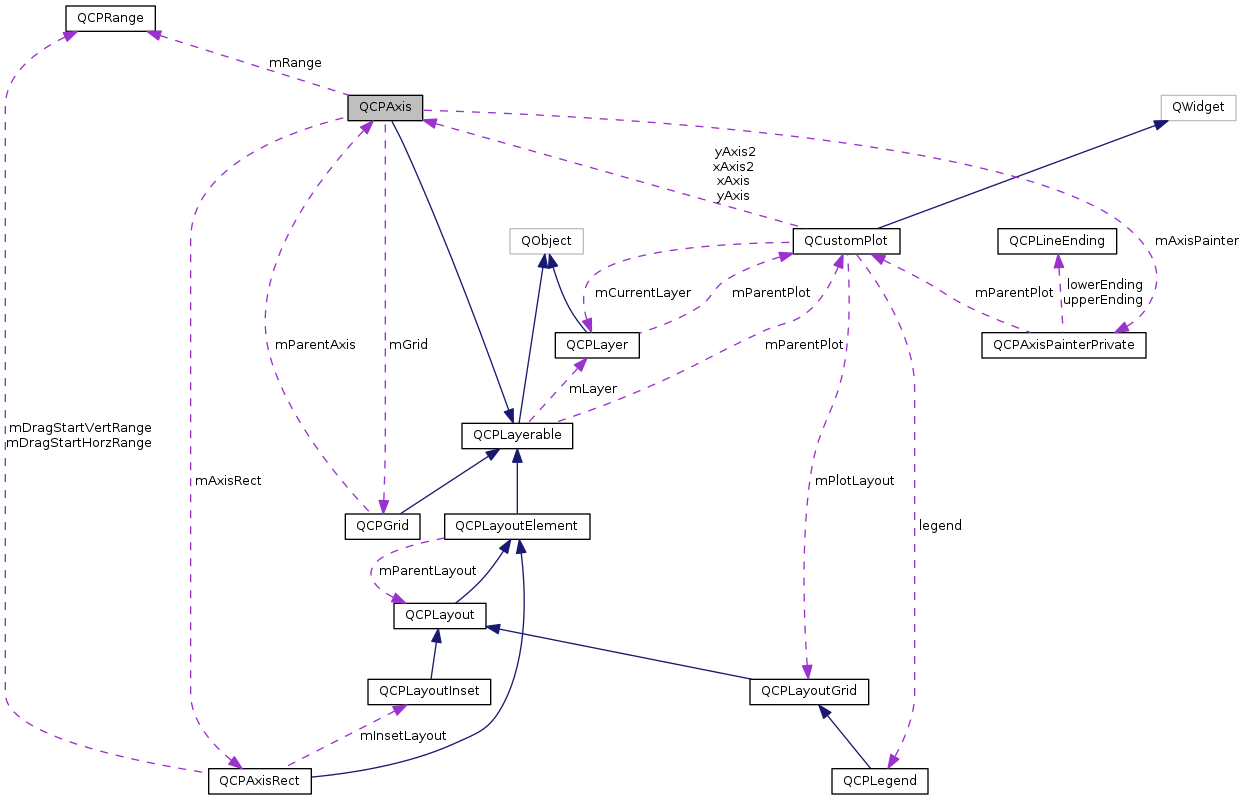 QCPRange
mRange
QCPAxis
QWidget
yAxis2
xAxis2
xAxis
yAxis
QObject
QCustomPlot
QCPLineEnding
mAxisPainter
mCurrentLayer
mParentPlot
mParentPlot
lowerEnding
upperEnding
mParentAxis
mGrid
QCPLayer
mParentPlot
QCPAxisPainterPrivate
mLayer
mDragStartVertRange
mDragStartHorzRange
QCPLayerable
mAxisRect
mPlotLayout
QCPGrid
QCPLayoutElement
legend
mParentLayout
QCPLayout
QCPLayoutInset
QCPLayoutGrid
mInsetLayout
QCPAxisRect
QCPLegend